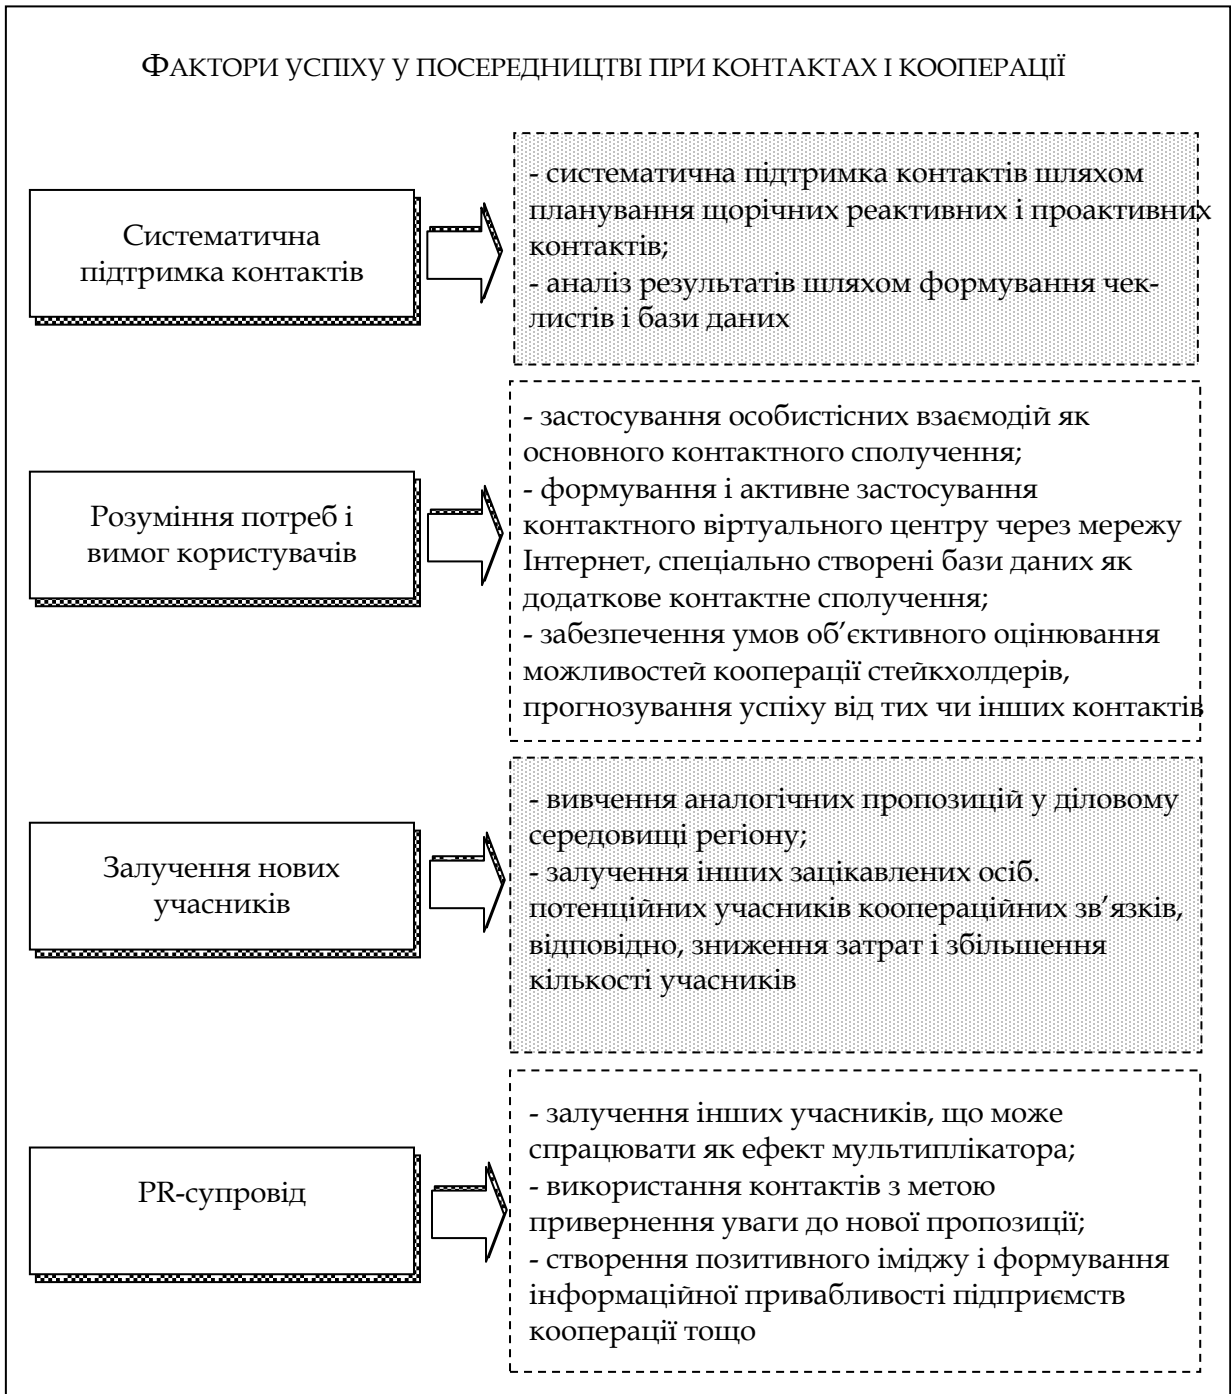 ФАКТОРИ УСПІХУ У ПОСЕРЕДНИЦТВІ ПРИ КОНТАКТАХ І КООПЕРАЦІЇ
Систематична
підтримка контактів
- систематична підтримка контактів шляхом
планування щорічних реактивних і проактивних
контактів;
- аналіз результатів шляхом формування чек-
листів і бази даних
Розуміння потреб і
вимог користувачів
- застосування особистісних взаємодій як
основного контактного сполучення;
- формування і активне застосування
контактного віртуального центру через мережу
Інтернет, спеціально створені бази даних як
додаткове контактне сполучення;
- забезпечення умов об’єктивного оцінювання
можливостей кооперації стейкхолдерів,
прогнозування успіху від тих чи інших контактів
Залучення нових
учасників
- вивчення аналогічних пропозицій у діловому
середовищі регіону;
- залучення інших зацікавлених осіб.
потенційних учасників коопераційних зв’язків,
відповідно, зниження затрат і збільшення
кількості учасників
PR-супровід
- залучення інших учасників, що може
спрацювати як ефект мультиплікатора;
- використання контактів з метою
привернення уваги до нової пропозиції;
- створення позитивного іміджу і формування
інформаційної привабливості підприємств
кооперації тощо